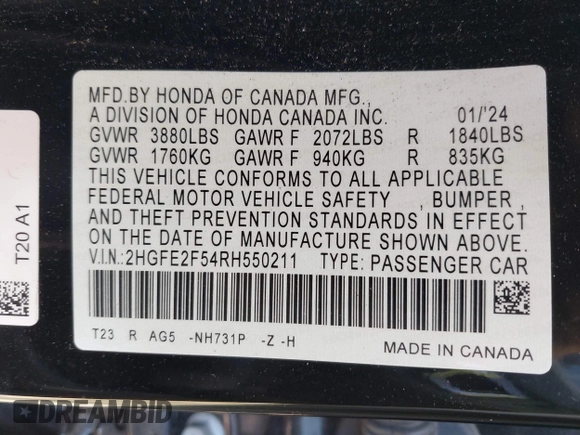 MFD.BY HONDA OF CANADA MFG.,
A DIVISION OF HONDA CANADA INC. 01/'24
GVWR 3880LBS GAWR F 2072LBS R 1840LBS
GVWR 1760KG GAWR F 940KG R 835KG
THIS VEHICLE CONFORMS TO ALL APPLICABLE
FEDERAL MOTOR VEHICLE SAFETY , BUMPER ,
AND THEFT PREVENTION STANDARDS IN EFFECT
ON THE DATE OF MANUFACTURE SHOWN ABOVE.
V.I.N.:2HGFE2F54RH550211 TYPE: PASSENGER CAR
T23 R AG5 -NH731P -Z -H
MADE IN CANADA
T20 A1
DREAMBID